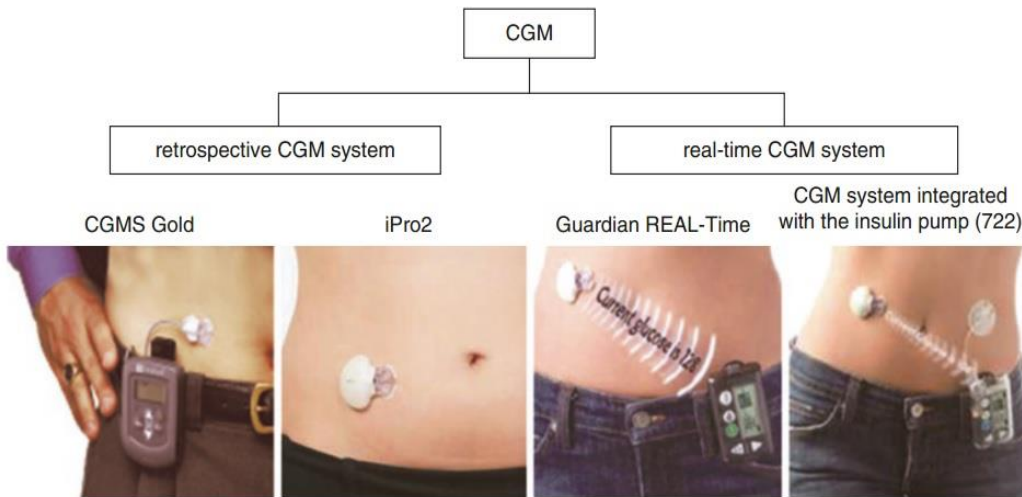 CGM
retrospective CGM system
real-time CGM system
CGMS Gold
iPro2
Guardian REAL-Time
CGM system integrated
with the insulin pump (722)
Current glucose is 128